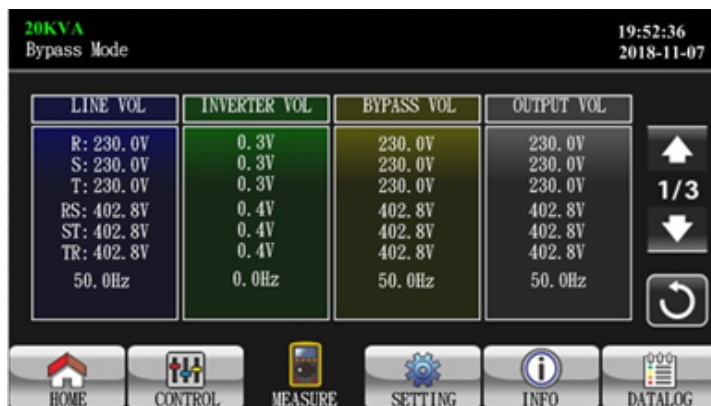 20KVA
19:52:36
Bypass Mode
2018-11-07
LINE VOL INVERTER VOL BYPASS VOL OUTPUT VOL
R: 230.0V 0.3V 230.0V 230.0V
S: 230.0V 0.3V 230.0V 230.0V
T: 230.0V 0.3V 230.0V 230.0V
1/3
RS: 402.8V 0.4V 402.8V 402.8V
ST: 402.8V 0.4V 402.8V 402.8V
TR: 402.8V 0.4V 402.8V 402.8V
50.0Hz 0.0Hz 50.0Hz 50.0Hz
HOME CONTROL MEASURE SETTING INFO DATALOG